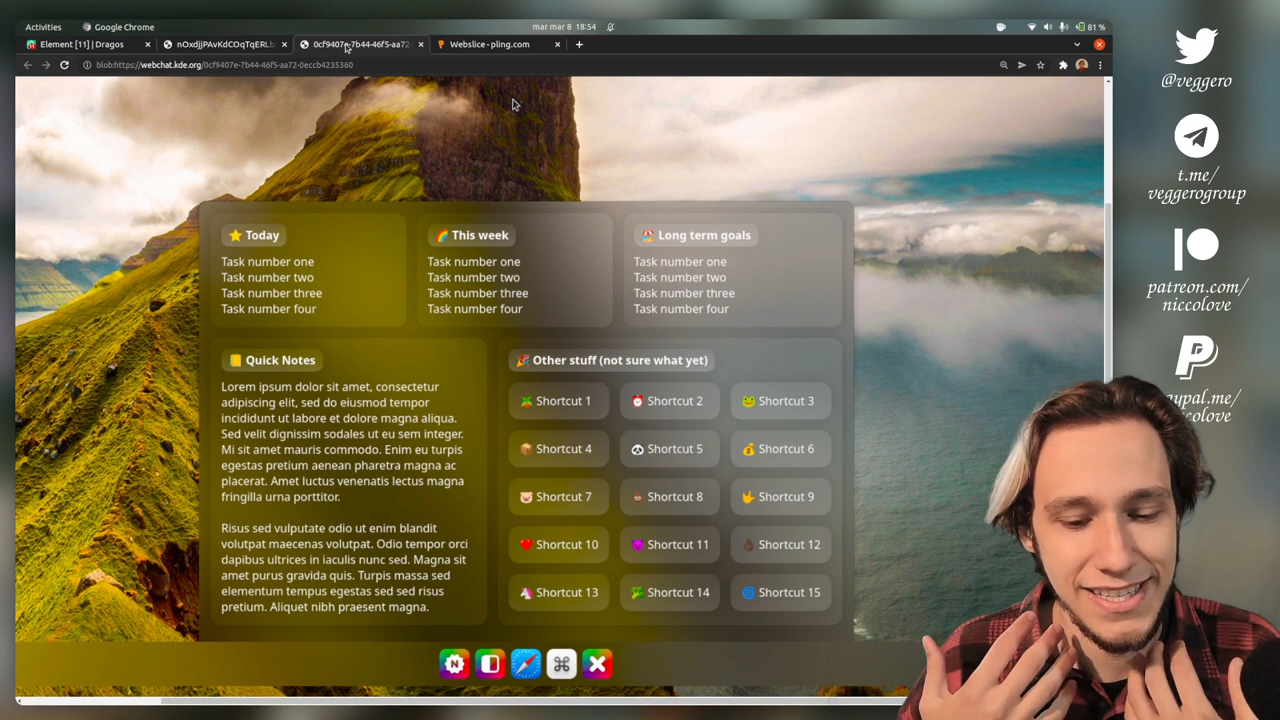 Activities
Google Chrome
mar mar 8 18:54
81 %
Element [11] | Dragos
nOxdjjPAvKdCOqTqERLb
0cf9407e-7b44-46f5-aa72
Webslice - pling.com
blob:https://webchat.kde.org/0cf9407e-7b44-46f5-aa72-0eccb4235360
@veggero
t.me/
veggerogroup
patreon.com/
niccolove
aypal.me/
ccolove
⭐ Today
Task number one
Task number two
Task number three
Task number four
🌈 This week
Task number one
Task number two
Task number three
Task number four
🏖️ Long term goals
Task number one
Task number two
Task number three
Task number four
📒 Quick Notes
Lorem ipsum dolor sit amet, consectetur
adipiscing elit, sed do eiusmod tempor
incididunt ut labore et dolore magna aliqua.
Sed velit dignissim sodales ut eu sem integer.
Mi sit amet mauris commodo. Enim eu turpis
egestas pretium aenean pharetra magna ac
placerat. Amet luctus venenatis lectus magna
fringilla urna porttitor.
Risus sed vulputate odio ut enim blandit
volutpat maecenas volutpat. Odio tempor orci
dapibus ultrices in iaculis nunc sed. Magna sit
amet purus gravida quis. Turpis massa sed
elementum tempus egestas sed sed risus
pretium. Aliquet nibh praesent magna.
🎉 Other stuff (not sure what yet)
Shortcut 1
Shortcut 2
Shortcut 3
Shortcut 4
Shortcut 5
Shortcut 6
Shortcut 7
Shortcut 8
Shortcut 9
Shortcut 10
Shortcut 11
Shortcut 12
Shortcut 13
Shortcut 14
Shortcut 15
N